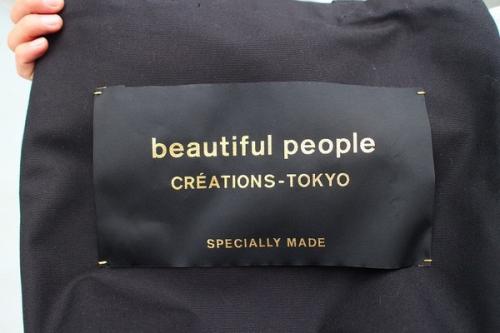 beautiful people
CRÉATIONS-TOKYO
SPECIALLY MADE